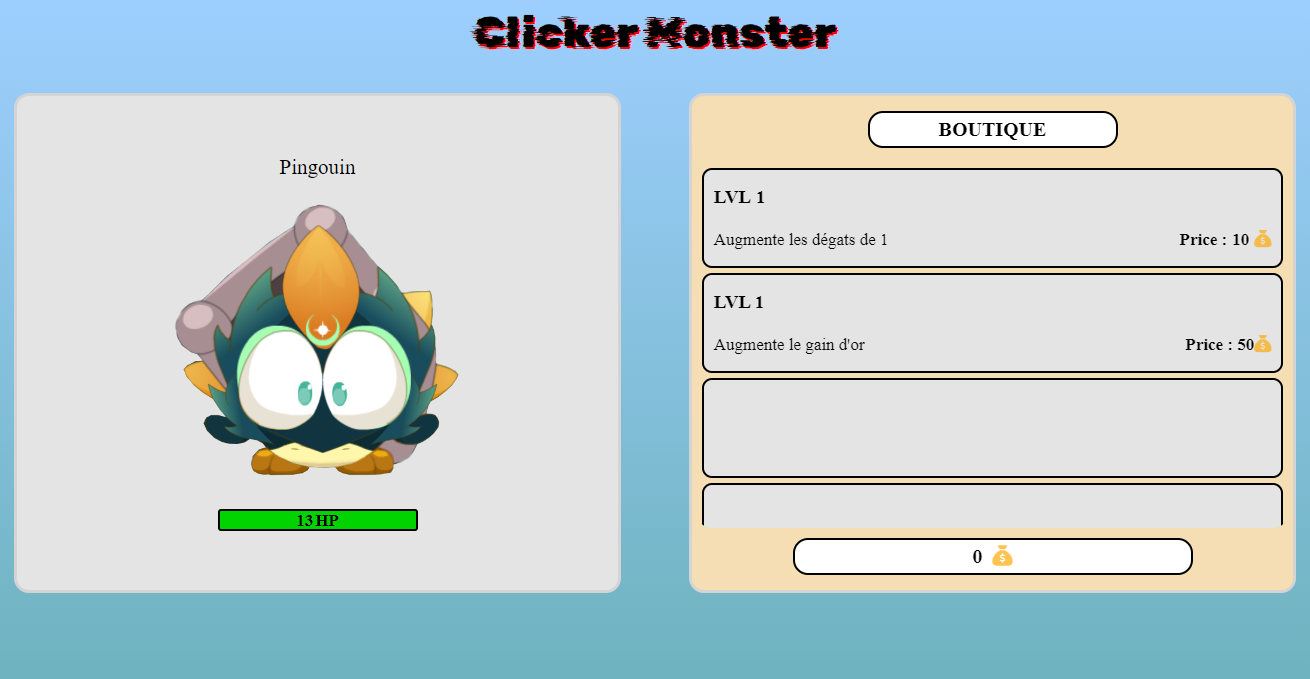 Clicker Monster
Pingouin
13 HP
BOUTIQUE
LVL 1
Augmente les dégats de 1
Price : 10
LVL 1
Augmente le gain d'or
Price : 50
0